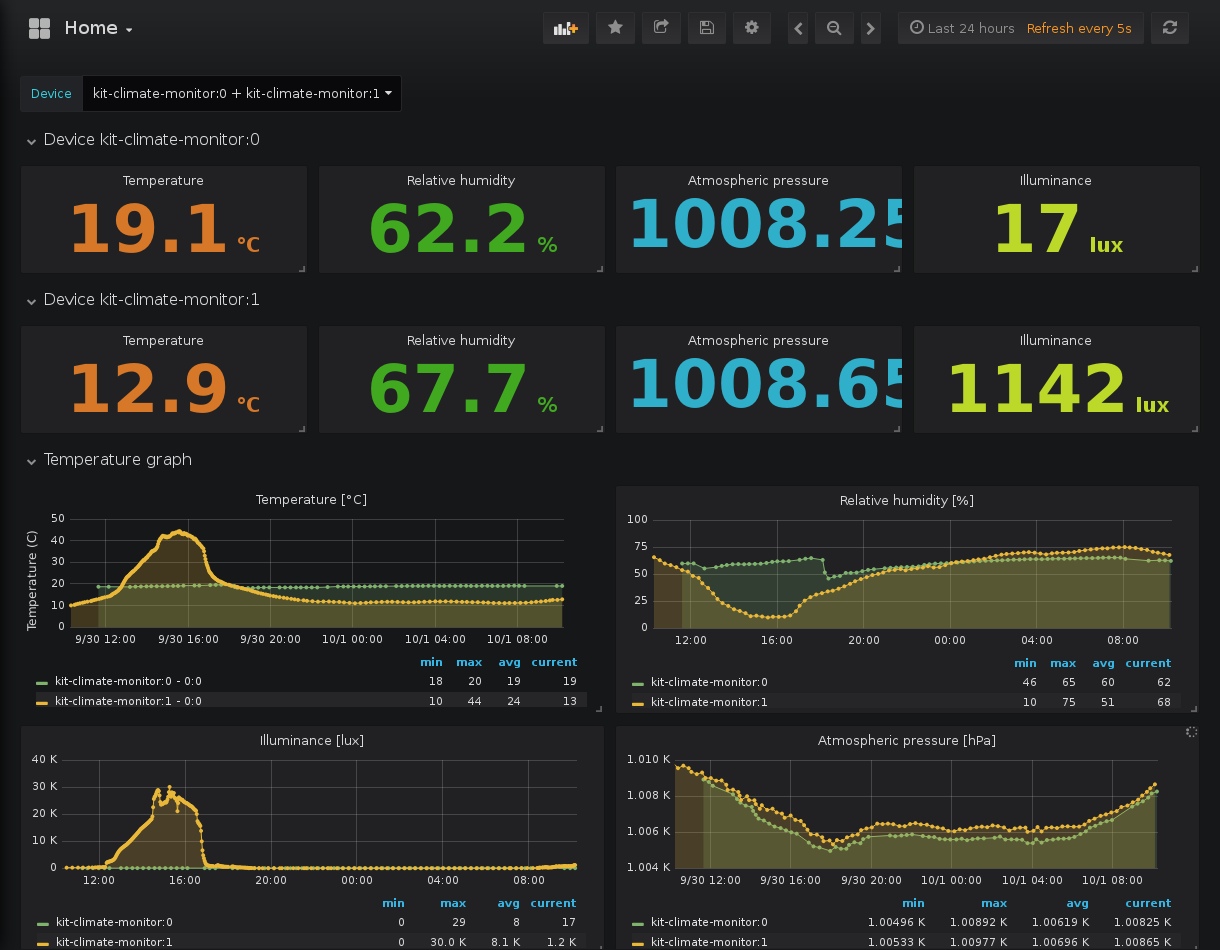 Home
Last 24 hours Refresh every 5s
Device kit-climate-monitor:0 + kit-climate-monitor:1
Device kit-climate-monitor:0
Temperature Relative humidity Atmospheric pressure Illuminance
19.1 °C 62.2 % 1008.25 17 lux
Device kit-climate-monitor:1
Temperature Relative humidity Atmospheric pressure Illuminance
12.9 °C 67.7 % 1008.65 1142 lux
Temperature graph
Temperature [°C]
Temperature (C)
50
40
30
20
10
0
9/30 12:00 9/30 16:00 9/30 20:00 10/1 00:00 10/1 04:00 10/1 08:00
min max avg current
kit-climate-monitor:0 - 0:0 18 20 19 19
kit-climate-monitor:1 - 0:0 10 44 24 13
Relative humidity [%]
100
75
50
25
0
12:00 16:00 20:00 00:00 04:00 08:00
min max avg current
kit-climate-monitor:0 46 65 60 62
kit-climate-monitor:1 10 75 51 68
Illuminance [lux]
40 K
30 K
20 K
10 K
0
12:00 16:00 20:00 00:00 04:00 08:00
min max avg current
kit-climate-monitor:0 0 29 8 17
kit-climate-monitor:1 0 30.0 K 8.1 K 1.2 K
Atmospheric pressure [hPa]
1.010 K
1.008 K
1.006 K
1.004 K
9/30 12:00 9/30 16:00 9/30 20:00 10/1 00:00 10/1 04:00 10/1 08:00
min max avg current
kit-climate-monitor:0 1.00496 K 1.00892 K 1.00619 K 1.00825 K
kit-climate-monitor:1 1.00533 K 1.00977 K 1.00696 K 1.00865 K